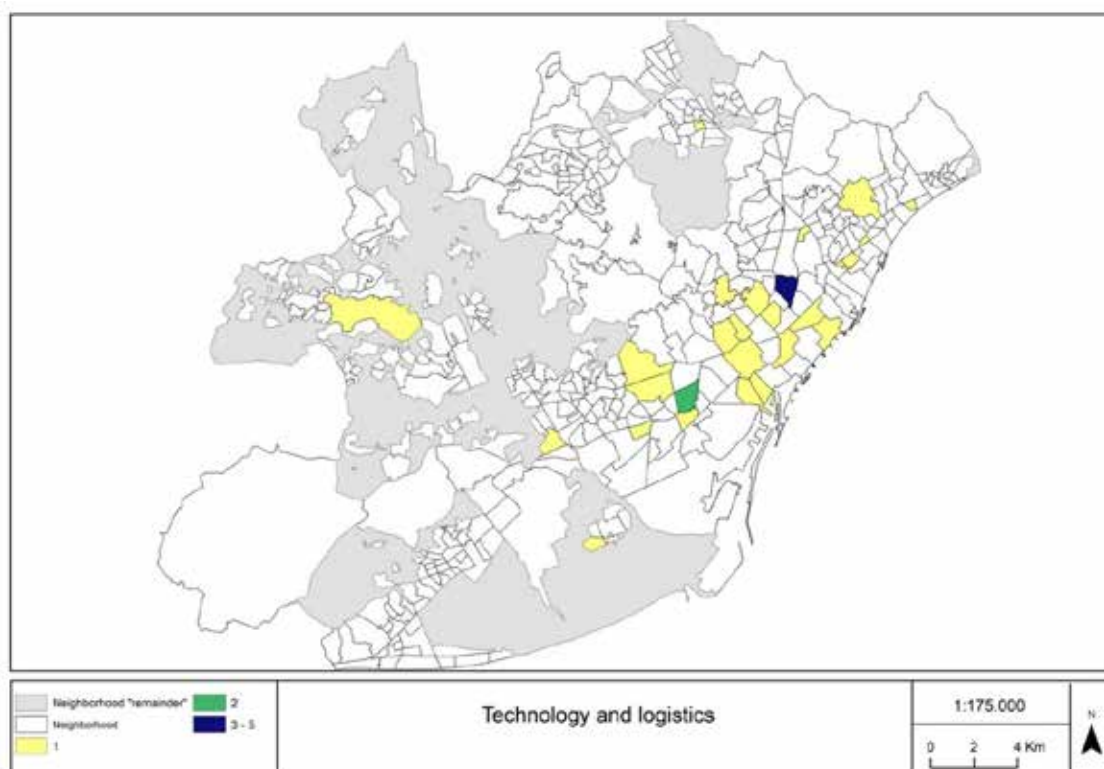 Neighborhood "remainder"
Neighborhood
1
2
3 - 5
Technology and logistics
1:175.000
0 2 4 Km
N